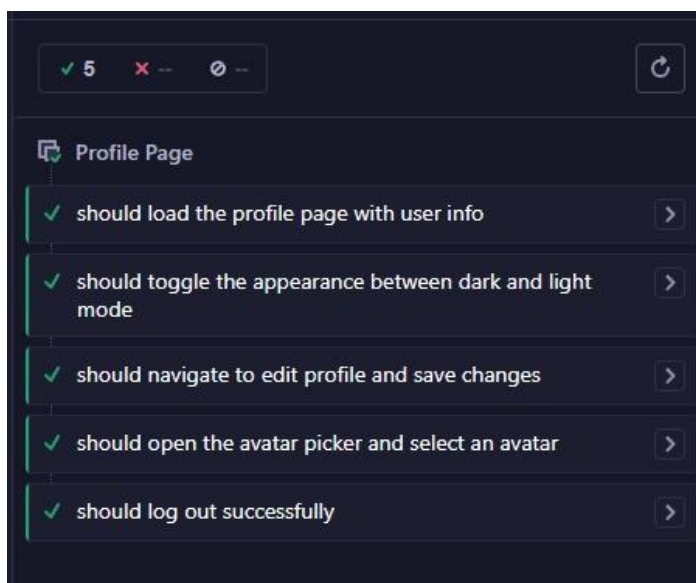 5 -- --
Profile Page
should load the profile page with user info
should toggle the appearance between dark and light
mode
should navigate to edit profile and save changes
should open the avatar picker and select an avatar
should log out successfully